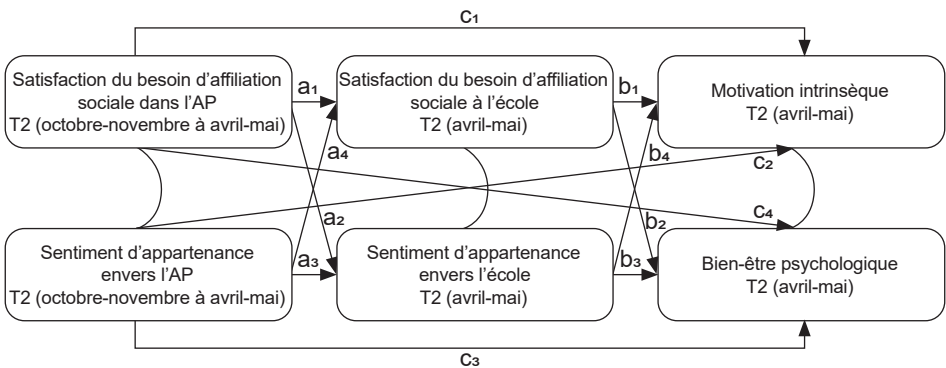 c₁
Satisfaction du besoin d’affiliation
sociale dans l’AP
T2 (octobre-novembre à avril-mai)
a₁
Satisfaction du besoin d’affiliation
sociale à l’école
T2 (avril-mai)
b₁
Motivation intrinsèque
T2 (avril-mai)
a₄
b₄
c₂
a₂
b₂
c₄
Sentiment d’appartenance
envers l’AP
T2 (octobre-novembre à avril-mai)
a₃
Sentiment d’appartenance
envers l’école
T2 (avril-mai)
b₃
Bien-être psychologique
T2 (avril-mai)
c₃